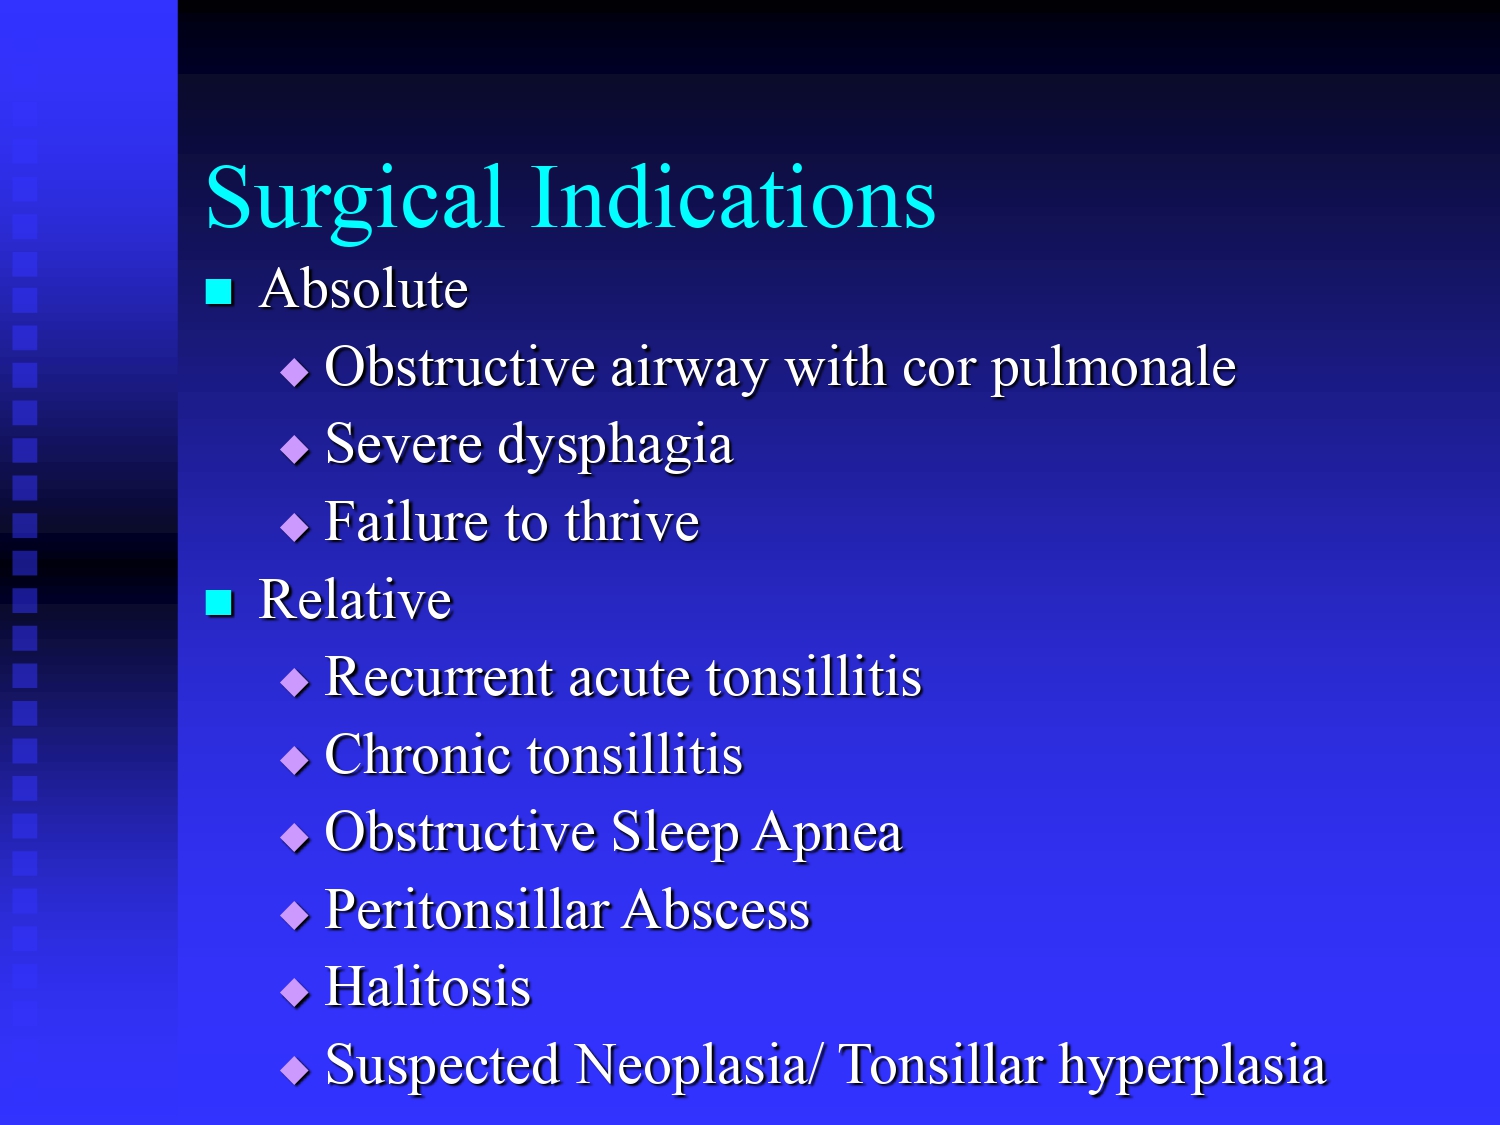 Surgical Indications
Absolute
Obstructive airway with cor pulmonale
Severe dysphagia
Failure to thrive
Relative
Recurrent acute tonsillitis
Chronic tonsillitis
Obstructive Sleep Apnea
Peritonsillar Abscess
Halitosis
Suspected Neoplasia/ Tonsillar hyperplasia